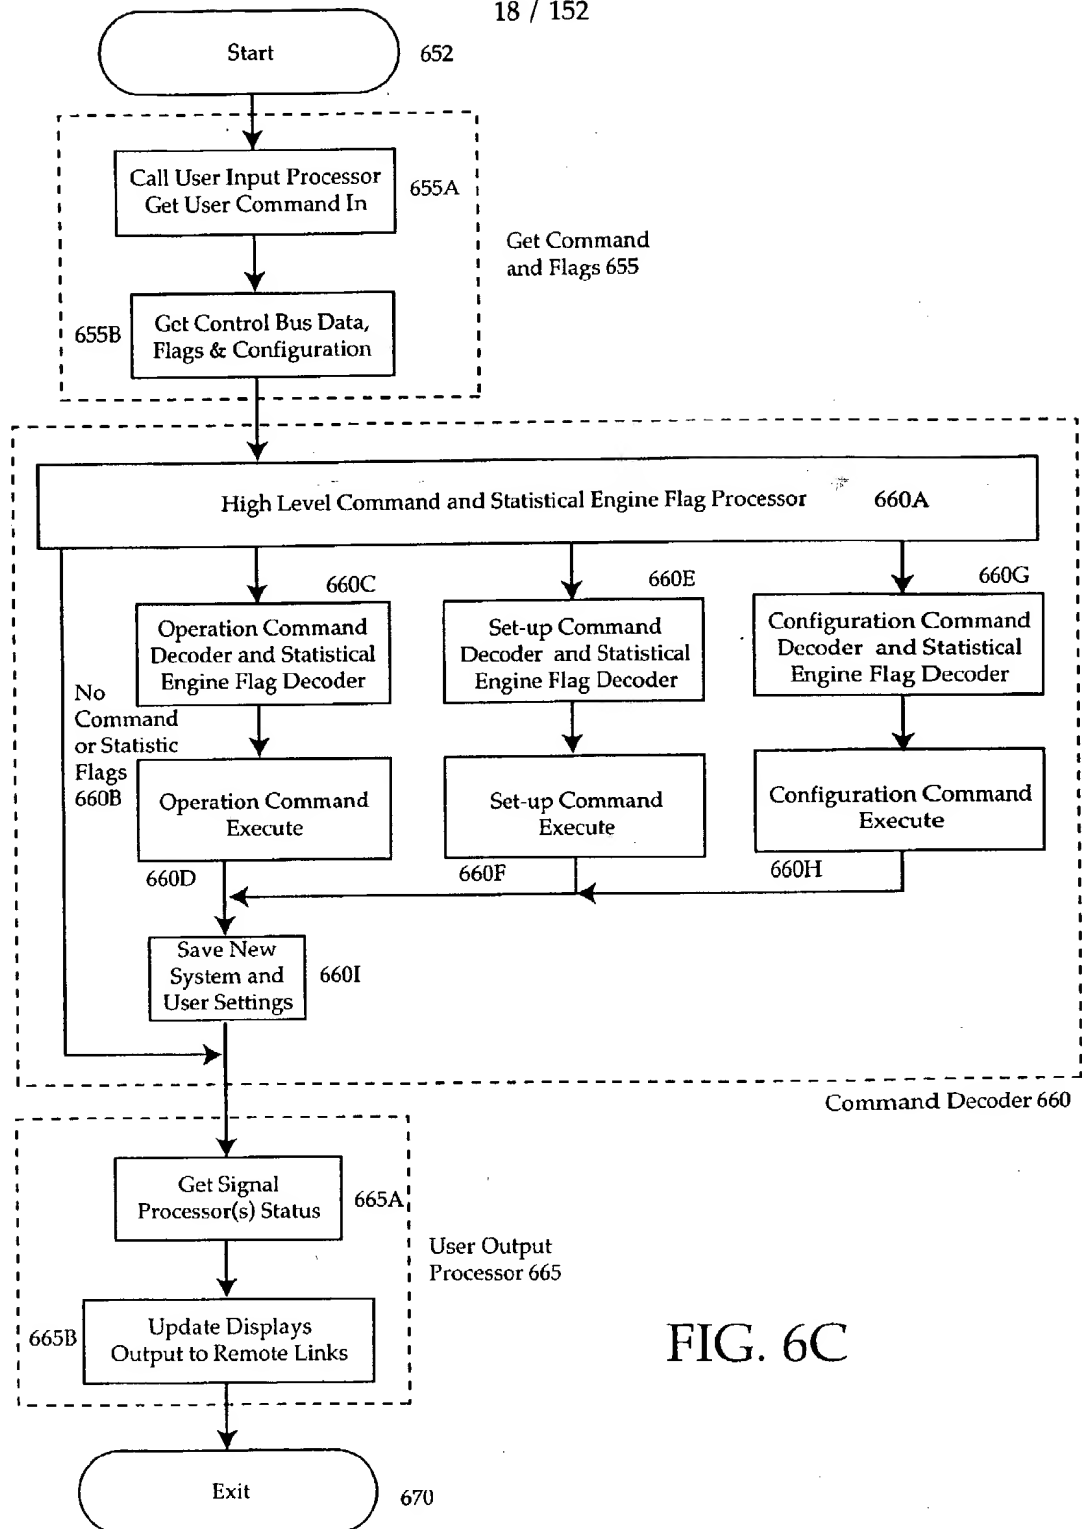 18 / 152
Start
652
Call User Input Processor
Get User Command In
655A
Get Command
and Flags 655
655B
Get Control Bus Data,
Flags & Configuration
High Level Command and Statistical Engine Flag Processor
660A
660C
660E
660G
Operation Command
Decoder and Statistical
Engine Flag Decoder
Set-up Command
Decoder and Statistical
Engine Flag Decoder
Configuration Command
Decoder and Statistical
Engine Flag Decoder
No
Command
or Statistic
Flags
660B
Operation Command
Execute
Set-up Command
Execute
Configuration Command
Execute
660D
660F
660H
Save New
System and
User Settings
660I
Command Decoder 660
Get Signal
Processor(s) Status
665A
User Output
Processor 665
665B
Update Displays
Output to Remote Links
FIG. 6C
Exit
670